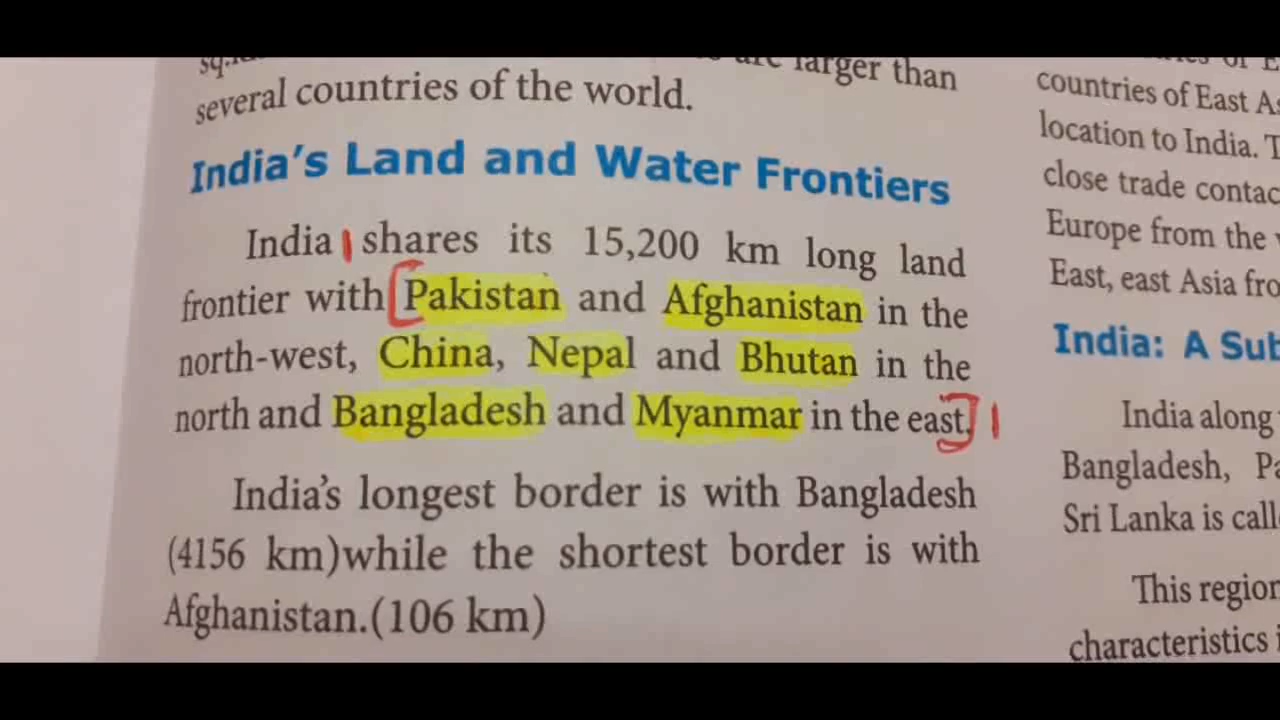 are larger than
several countries of the world.
India's Land and Water Frontiers
India shares its 15,200 km long land
frontier with Pakistan and Afghanistan in the
north-west, China, Nepal and Bhutan in the
north and Bangladesh and Myanmar in the east.
India's longest border is with Bangladesh
(4156 km)while the shortest border is with
Afghanistan.(106 km)
countries of East
location to India.
close trade
Europe from the
East, east Asia
India: A
India along
Bangladesh,
Sri Lanka is
This region
characteristics